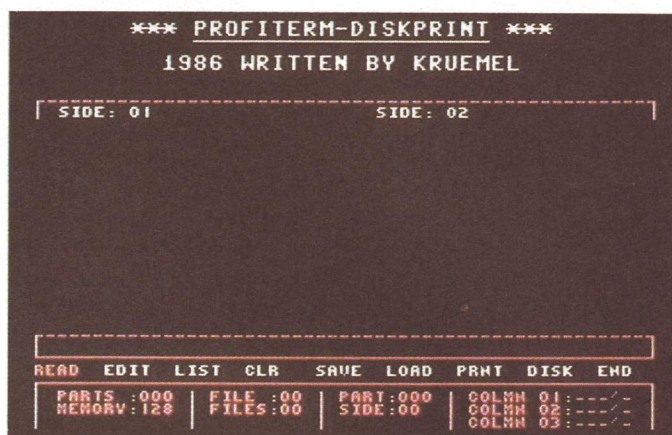 *** PROFITERM-DISKPRINT ***
1986 WRITTEN BY KRUEMEL
SIDE: 01 SIDE: 02
READ EDIT LIST CLR SAVE LOAD PRNT DISK END
PARTS :000 FILE :00 PART:000 COLMN 01:---/-
MEMORY:128 FILES:00 SIDE:00 COLMN 02:---/-
COLMN 03:---/-